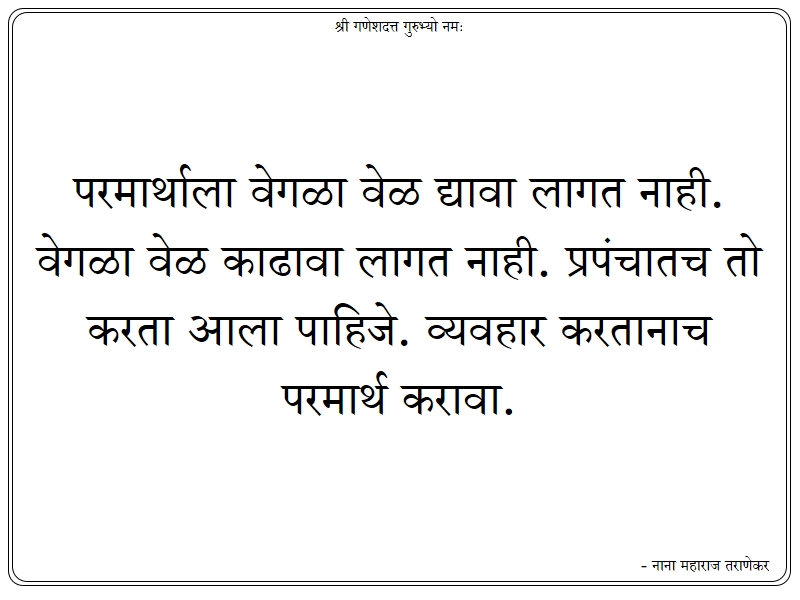 श्री गणेशदत्त गुरुभ्यो नमः
परमार्थाला वेगळा वेळ द्यावा लागत नाही.
वेगळा वेळ काढावा लागत नाही. प्रपंचातच तो
करता आला पाहिजे. व्यवहार करतानाच
परमार्थ करावा.
- नाना महाराज तराणेकर